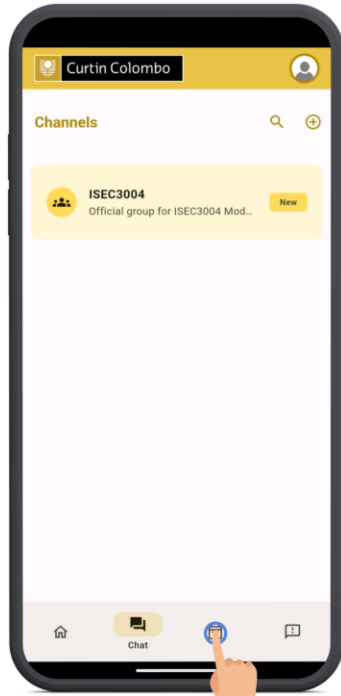 Curtin Colombo
Channels
ISEC3004
Official group for ISEC3004 Mod...
New
Chat